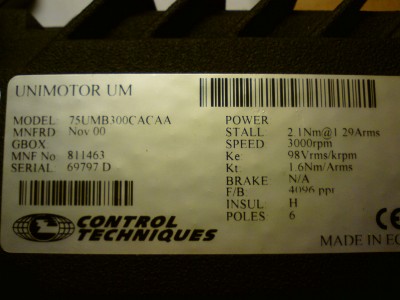 UNIMOTOR UM
MODEL 75UMB300CACAA
MNFRD Nov 00
GBOX
MNF No 811463
SERIAL 69797 D
POWER
STALL 2.1Nm@1.29Arms
SPEED 3000rpm
Ke 98Vrms/krpm
Kt 1.6Nm/Arms
BRAKE N/A
F/B 4096 ppr
INSUL H
POLES 6
CONTROL
TECHNIQUES
CE
MADE IN